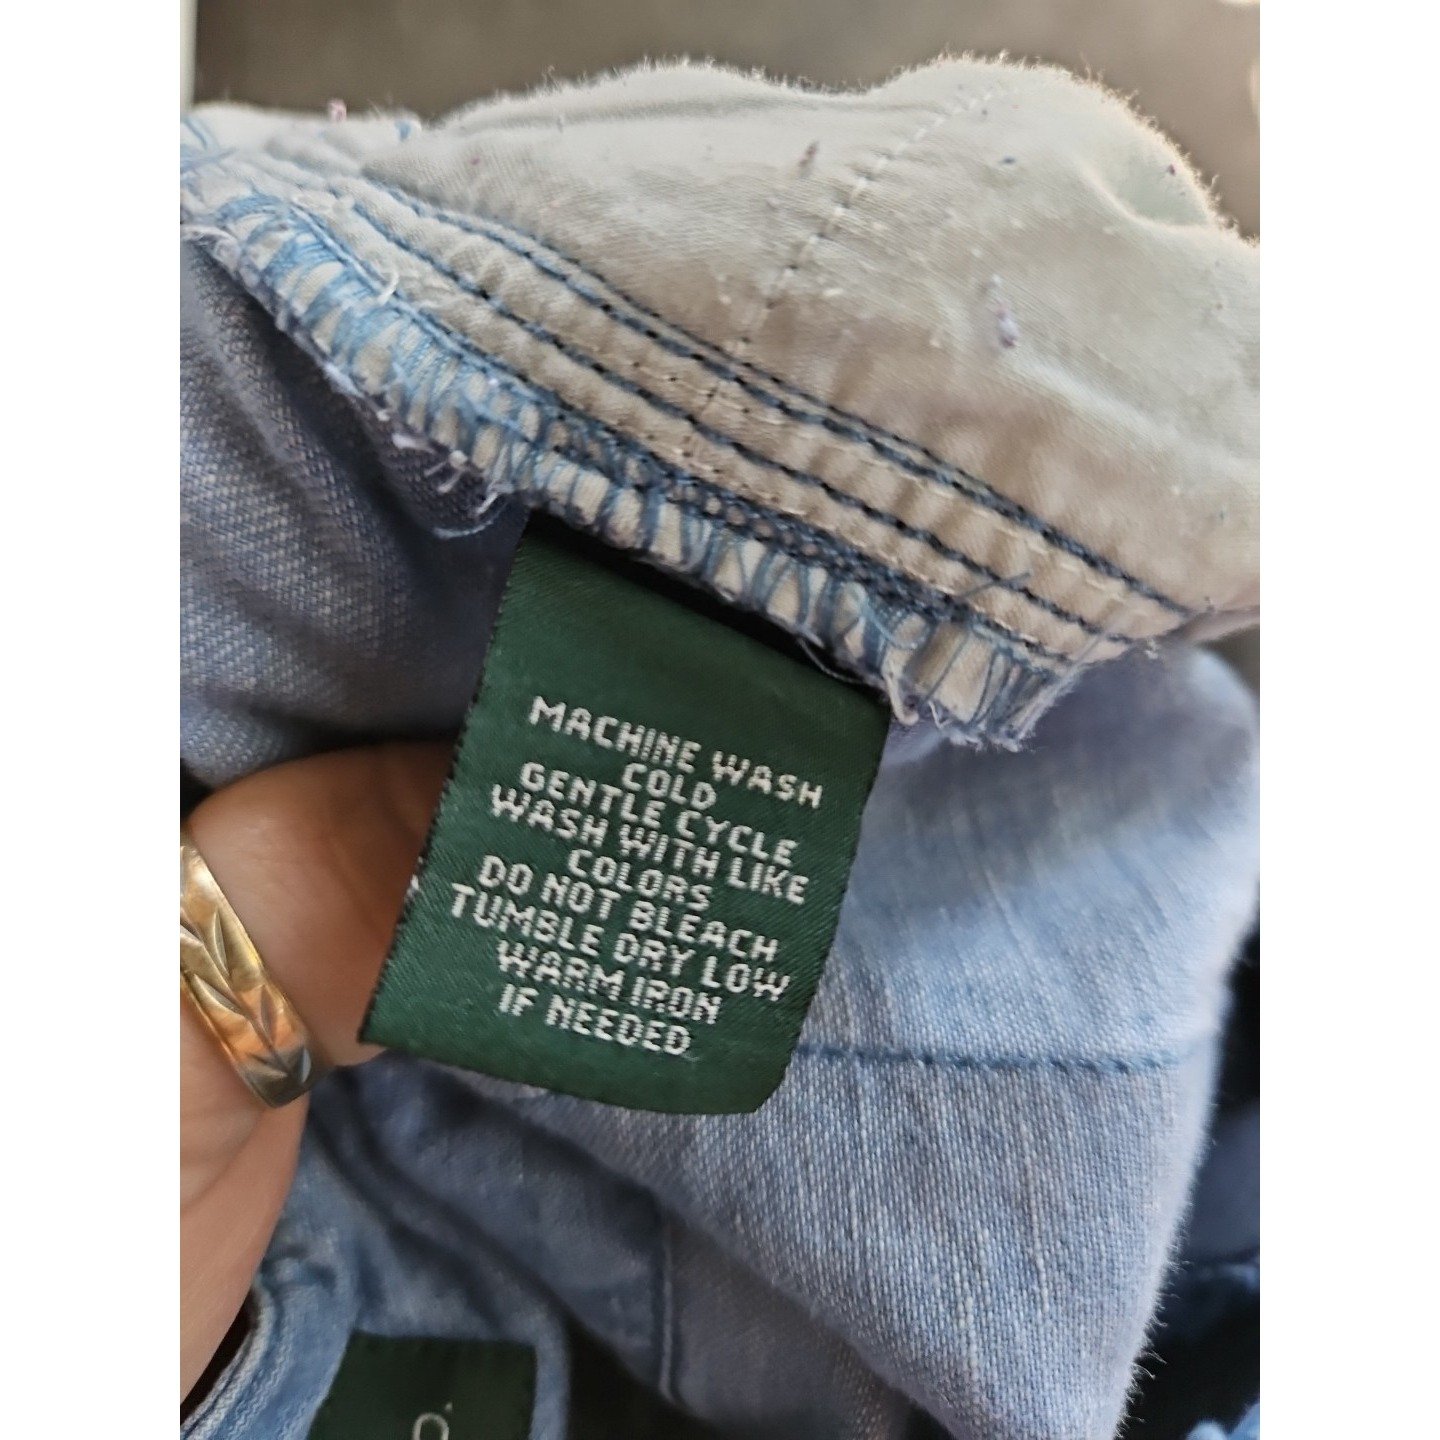 MACHINE WASH
COLD
GENTLE CYCLE
WASH WITH LIKE
COLORS
DO NOT BLEACH
TUMBLE DRY LOW
WARM IRON
IF NEEDED
0